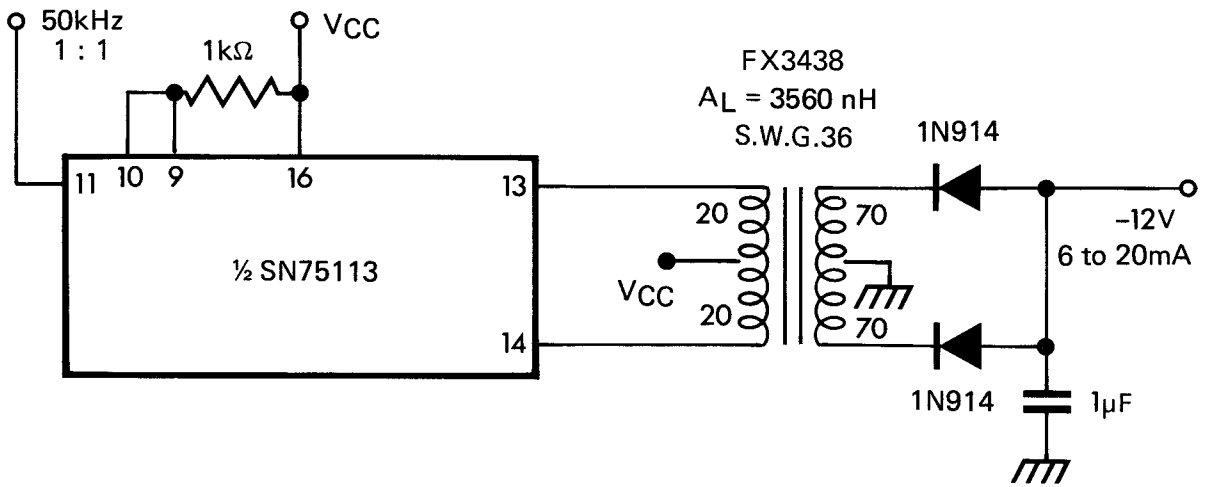 50kHz
1 : 1
1kΩ
VCC
FX3438
AL = 3560 nH
S.W.G.36
1N914
11
10
9
16
13
20
70
-12V
6 to 20mA
½ SN75113
VCC
20
70
14
1N914
1µF